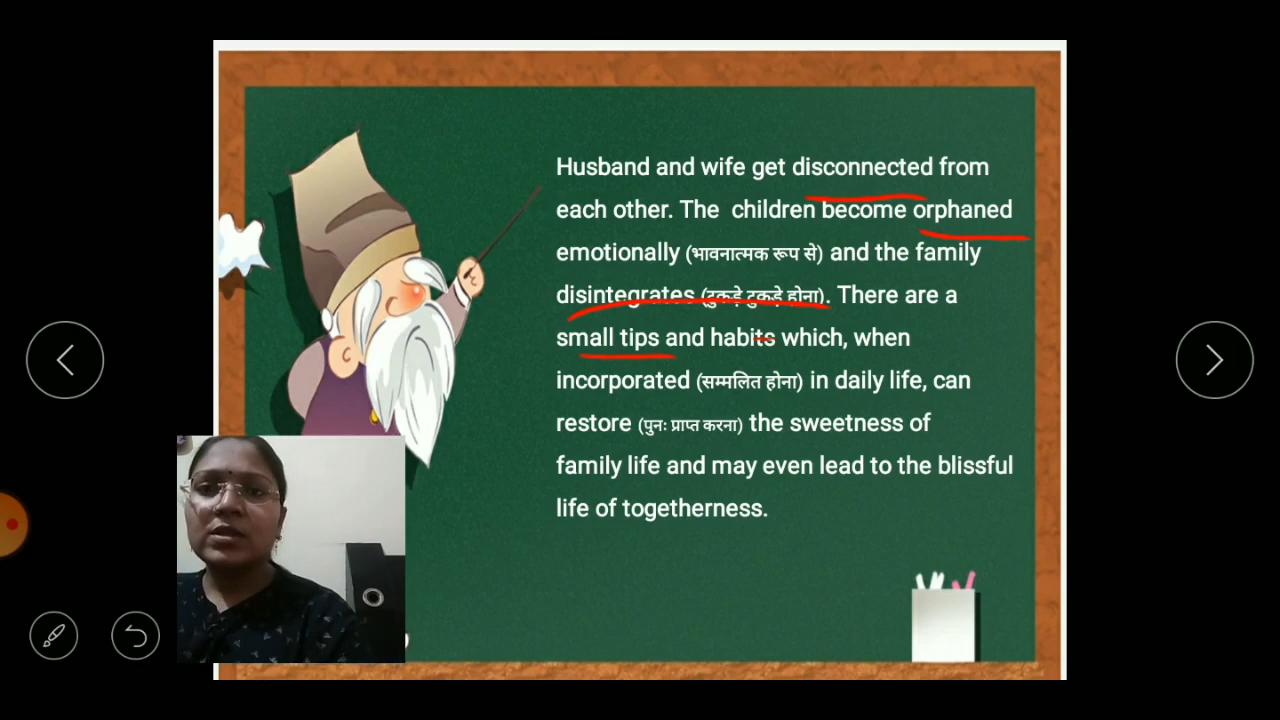 Husband and wife get disconnected from
each other. The children become orphaned
emotionally (भावनात्मक रूप से) and the family
disintegrates (टुकड़े टुकड़े होना). There are a
small tips and habits which, when
incorporated (सम्मलित होना) in daily life, can
restore (पुनः प्राप्त करना) the sweetness of
family life and may even lead to the blissful
life of togetherness.